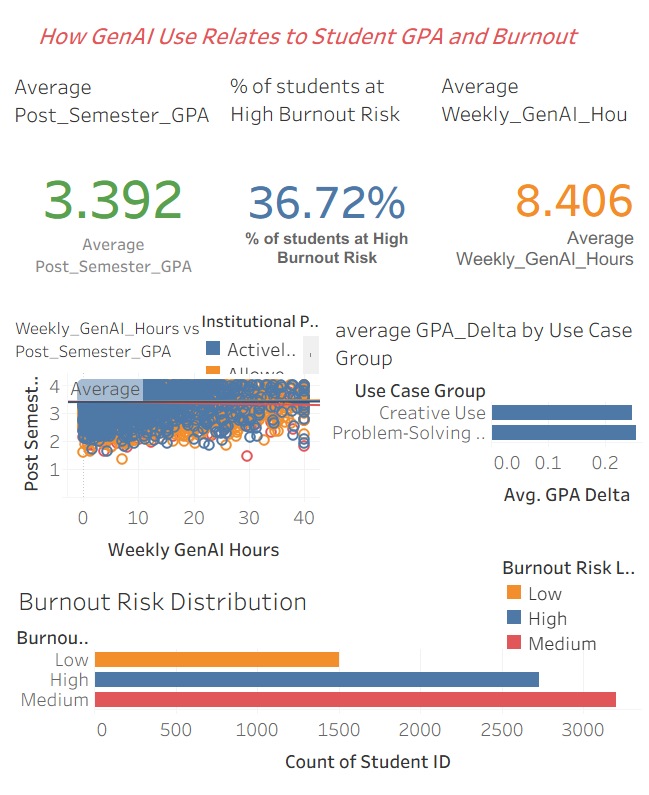 How GenAI Use Relates to Student GPA and Burnout
Average
Post_Semester_GPA
% of students at
High Burnout Risk
Average
Weekly_GenAI_Hou
3.392
Average
Post_Semester_GPA
36.72%
% of students at High
Burnout Risk
8.406
Average
Weekly_GenAI_Hours
Weekly_GenAI_Hours vs
Post_Semester_GPA
Institutional P..
Activel..
Allowe
Post Semest..
4
3
2
1
Average
0 10 20 30 40
Weekly GenAI Hours
average GPA_Delta by Use Case
Group
Use Case Group
Creative Use
Problem-Solving ..
0.0 0.1 0.2
Avg. GPA Delta
Burnout Risk L..
Low
High
Medium
Burnout Risk Distribution
Burnou..
Low
High
Medium
0 500 1000 1500 2000 2500 3000
Count of Student ID